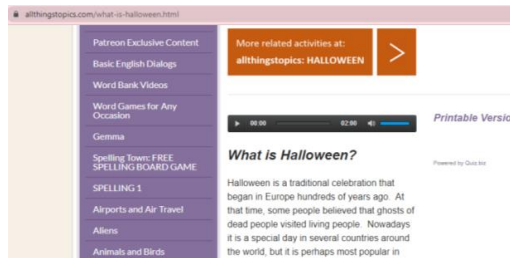 allthingstopics.com/what-is-halloween.html
Patreon Exclusive Content
Basic English Dialogs
Word Bank Videos
Word Games for Any
Occasion
Gemma
Spelling Town: FREE
SPELLING BOARD GAME
SPELLING 1
Airports and Air Travel
Aliens
Animals and Birds
More related activities at:
allthingstopics: HALLOWEEN
00:00
02:00
What is Halloween?
Halloween is a traditional celebration that
began in Europe hundreds of years ago. At
that time, some people believed that ghosts of
dead people visited living people. Nowadays
it is a special day in several countries around
the world, but it is perhaps most popular in
Printable Versio
Powered by